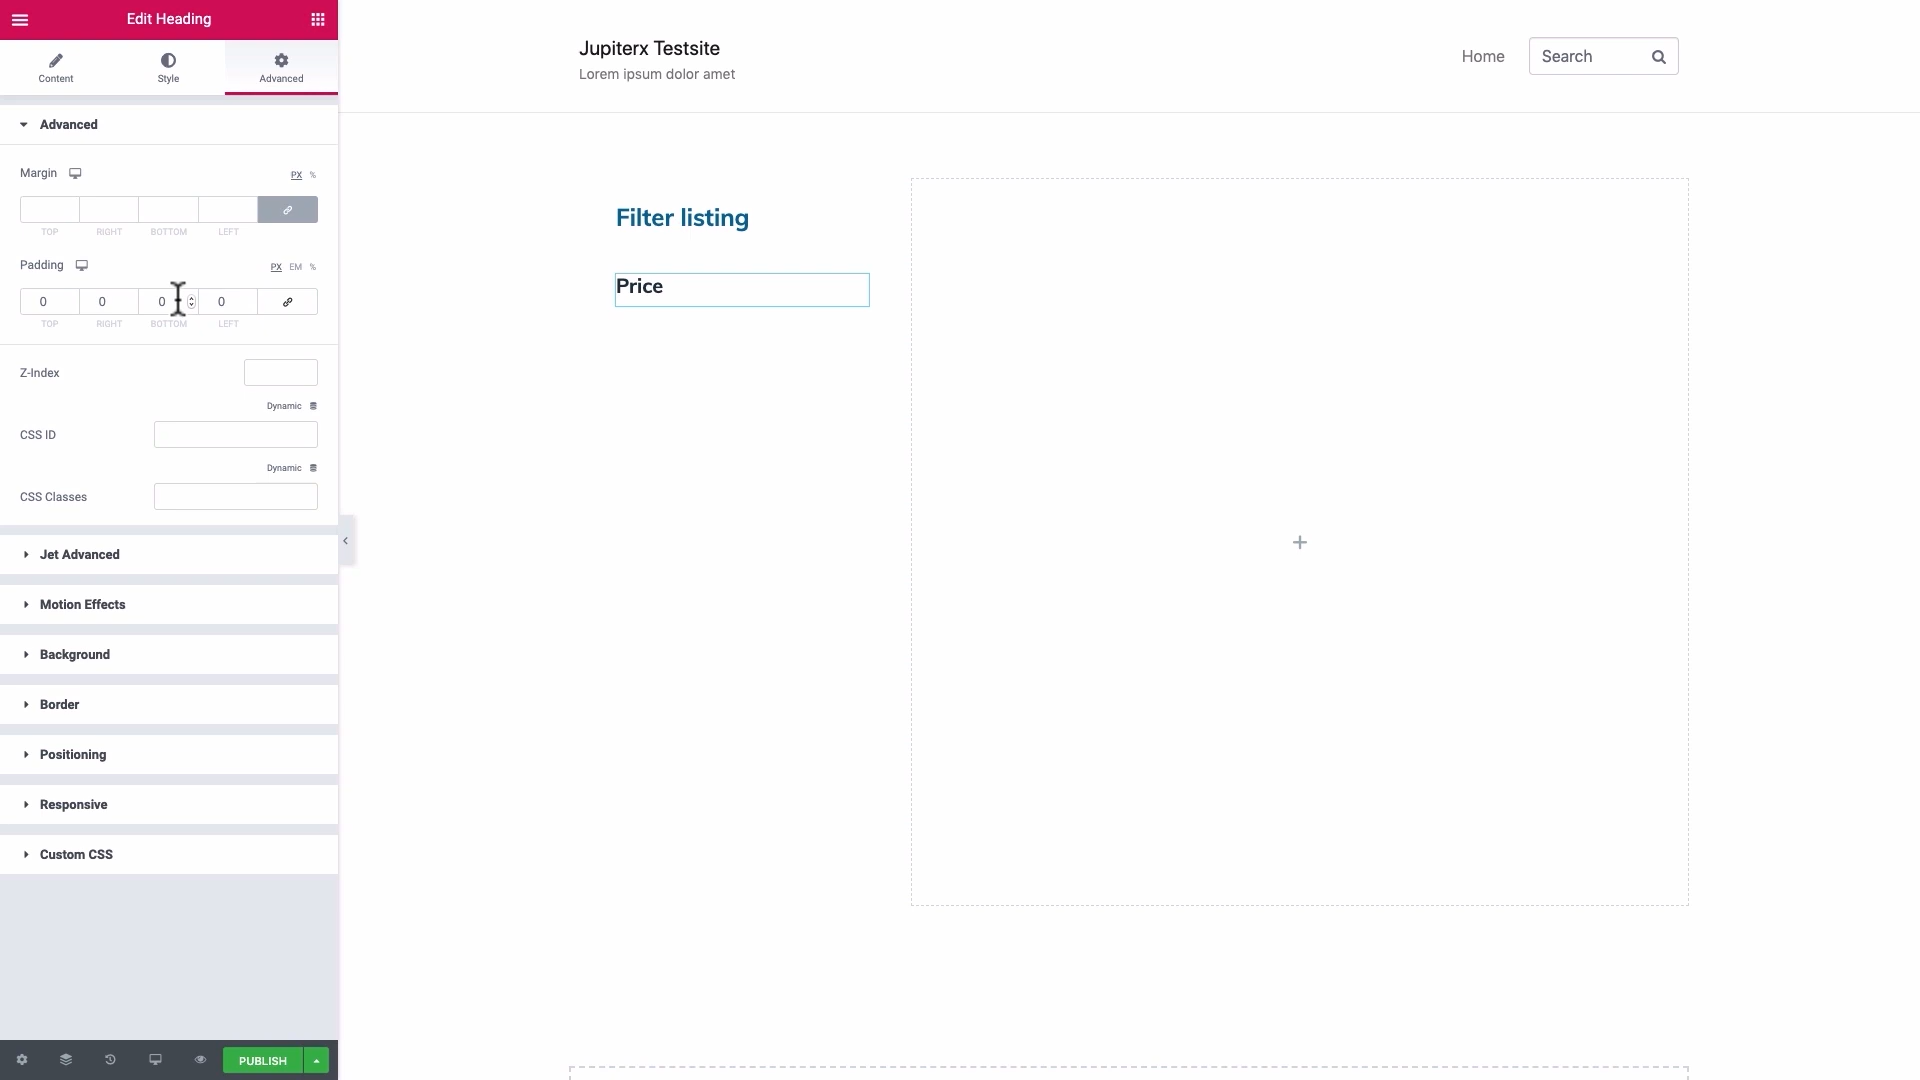 Edit Heading
Content
Style
Advanced
Advanced
Margin
PX %
TOP RIGHT BOTTOM LEFT
Padding
PX EM %
0 0 0 0
TOP RIGHT BOTTOM LEFT
Z-Index
Dynamic
CSS ID
Dynamic
CSS Classes
Jet Advanced
Motion Effects
Background
Border
Positioning
Responsive
Custom CSS
PUBLISH
Jupiterx Testsite
Lorem ipsum dolor amet
Home
Search
Filter listing
Price